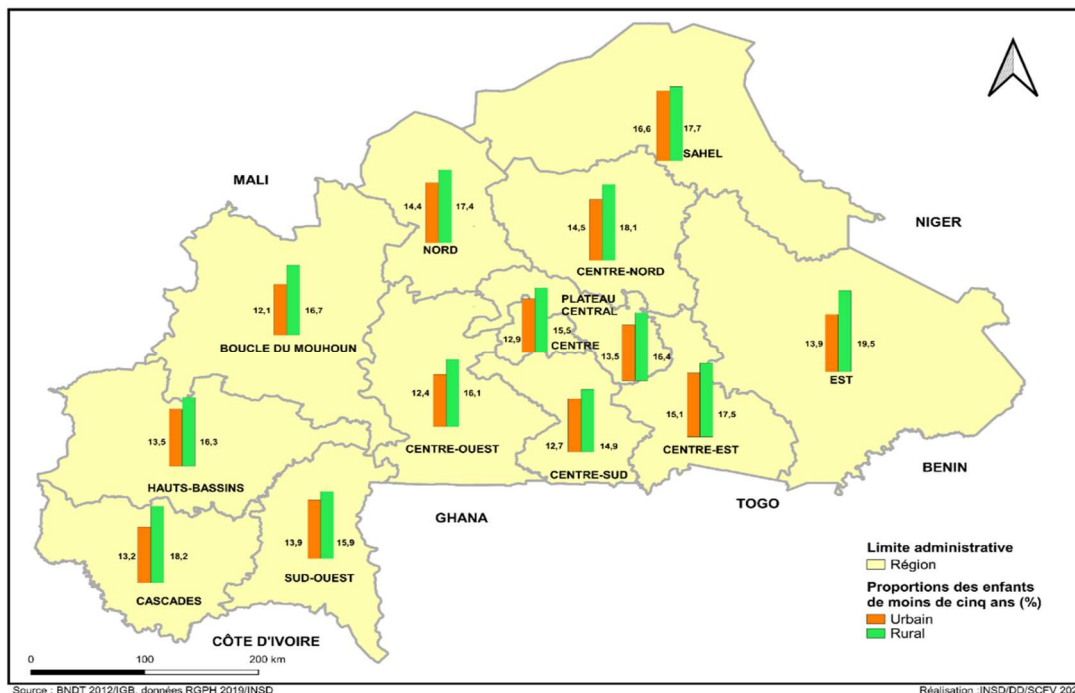 16,6
17,7
SAHEL
MALI
14,4
17,4
NORD
NIGER
14,5
18,1
CENTRE-NORD
12,1
16,7
BOUCLE DU MOUHOUN
PLATEAU
CENTRAL
12,9
15,5
CENTRE
13,5
16,4
13,9
19,5
EST
12,4
16,1
CENTRE-OUEST
15,1
17,5
CENTRE-EST
12,7
14,9
CENTRE-SUD
13,5
16,3
HAUTS-BASSINS
BENIN
TOGO
GHANA
13,9
15,9
SUD-OUEST
13,2
18,2
CASCADES
CÔTE D'IVOIRE
Limite administrative
Région
Proportions des enfants
de moins de cinq ans (%)
Urbain
Rural
0 100 200 km
Source : BNDT 2012/IGB, données RGPH 2019/INSD
Réalisation :INSD/DD/SCFV 202